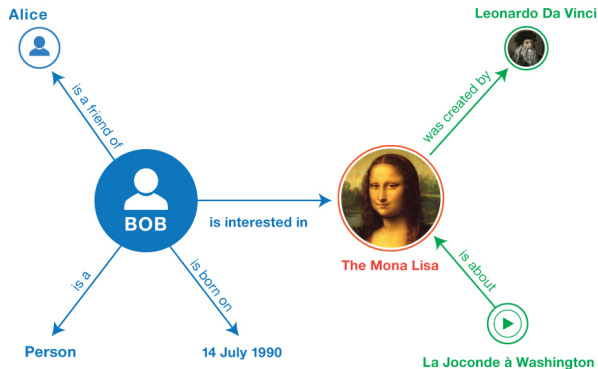 Alice
Leonardo Da Vinci
is a friend of
was created by
BOB
is interested in
The Mona Lisa
is a
is born on
is about
Person
14 July 1990
La Joconde à Washington